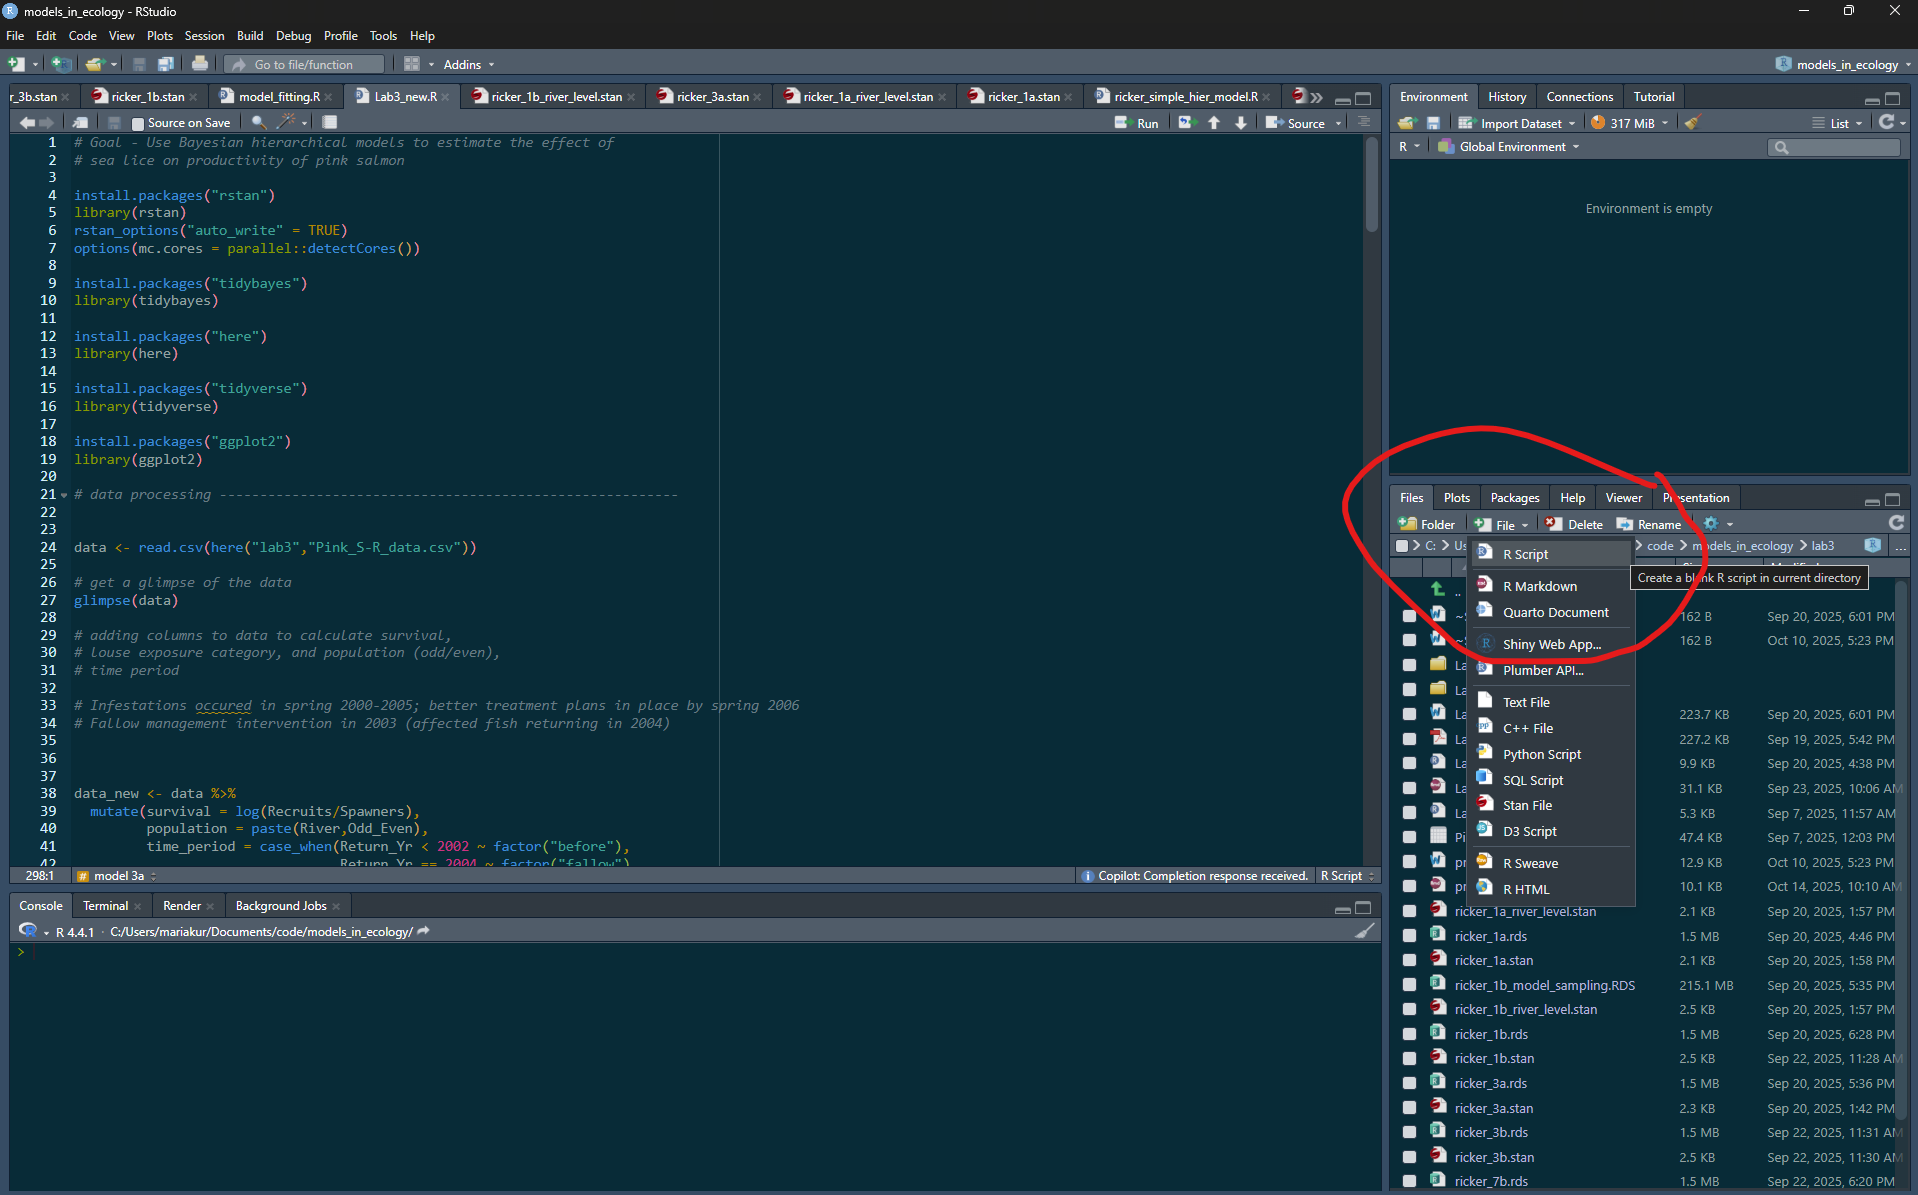 models_in_ecology - RStudio
File Edit Code View Plots Session Build Debug Profile Tools Help
Go to file/function Addins models_in_ecology
r_3b.stan ricker_1b.stan model_fitting.R Lab3_new.R ricker_1b_river_level.stan ricker_3a.stan ricker_1a_river_level.stan ricker_1a.stan ricker_simple_hier_model.R
Source on Save Run Source
1 # Goal - Use Bayesian hierarchical models to estimate the effect of
2 # sea lice on productivity of pink salmon
3
4 install.packages("rstan")
5 library(rstan)
6 rstan_options("auto_write" = TRUE)
7 options(mc.cores = parallel::detectCores())
8
9 install.packages("tidybayes")
10 library(tidybayes)
11
12 install.packages("here")
13 library(here)
14
15 install.packages("tidyverse")
16 library(tidyverse)
17
18 install.packages("ggplot2")
19 library(ggplot2)
20
21 # data processing ---------------------------------------------------------
22
23
24 data <- read.csv(here("lab3","Pink_S-R_data.csv"))
25
26 # get a glimpse of the data
27 glimpse(data)
28
29 # adding columns to data to calculate survival,
30 # louse exposure category, and population (odd/even),
31 # time period
32
33 # Infestations occured in spring 2000-2005; better treatment plans in place by spring 2006
34 # Fallow management intervention in 2003 (affected fish returning in 2004)
35
36
37
38 data_new <- data %>%
39 mutate(survival = log(Recruits/Spawners),
40 population = paste(River,Odd_Even),
41 time_period = case_when(Return_Yr < 2002 ~ factor("before"),
42 Return_Yr == 2004 ~ factor("fallow")
298:1 # model 3a Copilot: Completion response received. R Script
Console Terminal Render Background Jobs
R 4.4.1 · C:/Users/mariakur/Documents/code/models_in_ecology/
>
Environment History Connections Tutorial
Import Dataset 317 MiB List
R Global Environment
Environment is empty
Files Plots Packages Help Viewer Presentation
Folder File Delete Rename
C: Us code models_in_ecology lab3 ...
R Script
Create a blank R script in current directory
R Markdown
Quarto Document
Shiny Web App...
Plumber API...
Text File
C++ File
Python Script
SQL Script
Stan File
D3 Script
R Sweave
R HTML
..
162 B Sep 20, 2025, 6:01 PM
162 B Oct 10, 2025, 5:23 PM
La
La
La 223.7 KB Sep 20, 2025, 6:01 PM
La 227.2 KB Sep 19, 2025, 5:42 PM
La 9.9 KB Sep 20, 2025, 4:38 PM
La 31.1 KB Sep 23, 2025, 10:06 AM
La 5.3 KB Sep 7, 2025, 11:57 AM
Pi 47.4 KB Sep 7, 2025, 12:03 PM
pr 12.9 KB Oct 10, 2025, 5:23 PM
pr 10.1 KB Oct 14, 2025, 10:10 AM
ricker_1a_river_level.stan 2.1 KB Sep 20, 2025, 1:57 PM
ricker_1a.rds 1.5 MB Sep 20, 2025, 4:46 PM
ricker_1a.stan 2.1 KB Sep 20, 2025, 1:58 PM
ricker_1b_model_sampling.RDS 215.1 MB Sep 20, 2025, 5:35 PM
ricker_1b_river_level.stan 2.5 KB Sep 20, 2025, 1:57 PM
ricker_1b.rds 1.5 MB Sep 20, 2025, 6:28 PM
ricker_1b.stan 2.5 KB Sep 22, 2025, 11:28 AM
ricker_3a.rds 1.5 MB Sep 20, 2025, 5:36 PM
ricker_3a.stan 2.3 KB Sep 20, 2025, 1:42 PM
ricker_3b.rds 1.5 MB Sep 22, 2025, 11:31 AM
ricker_3b.stan 2.5 KB Sep 22, 2025, 11:30 AM
ricker_7b.rds 1.5 MB Sep 22, 2025, 6:20 PM